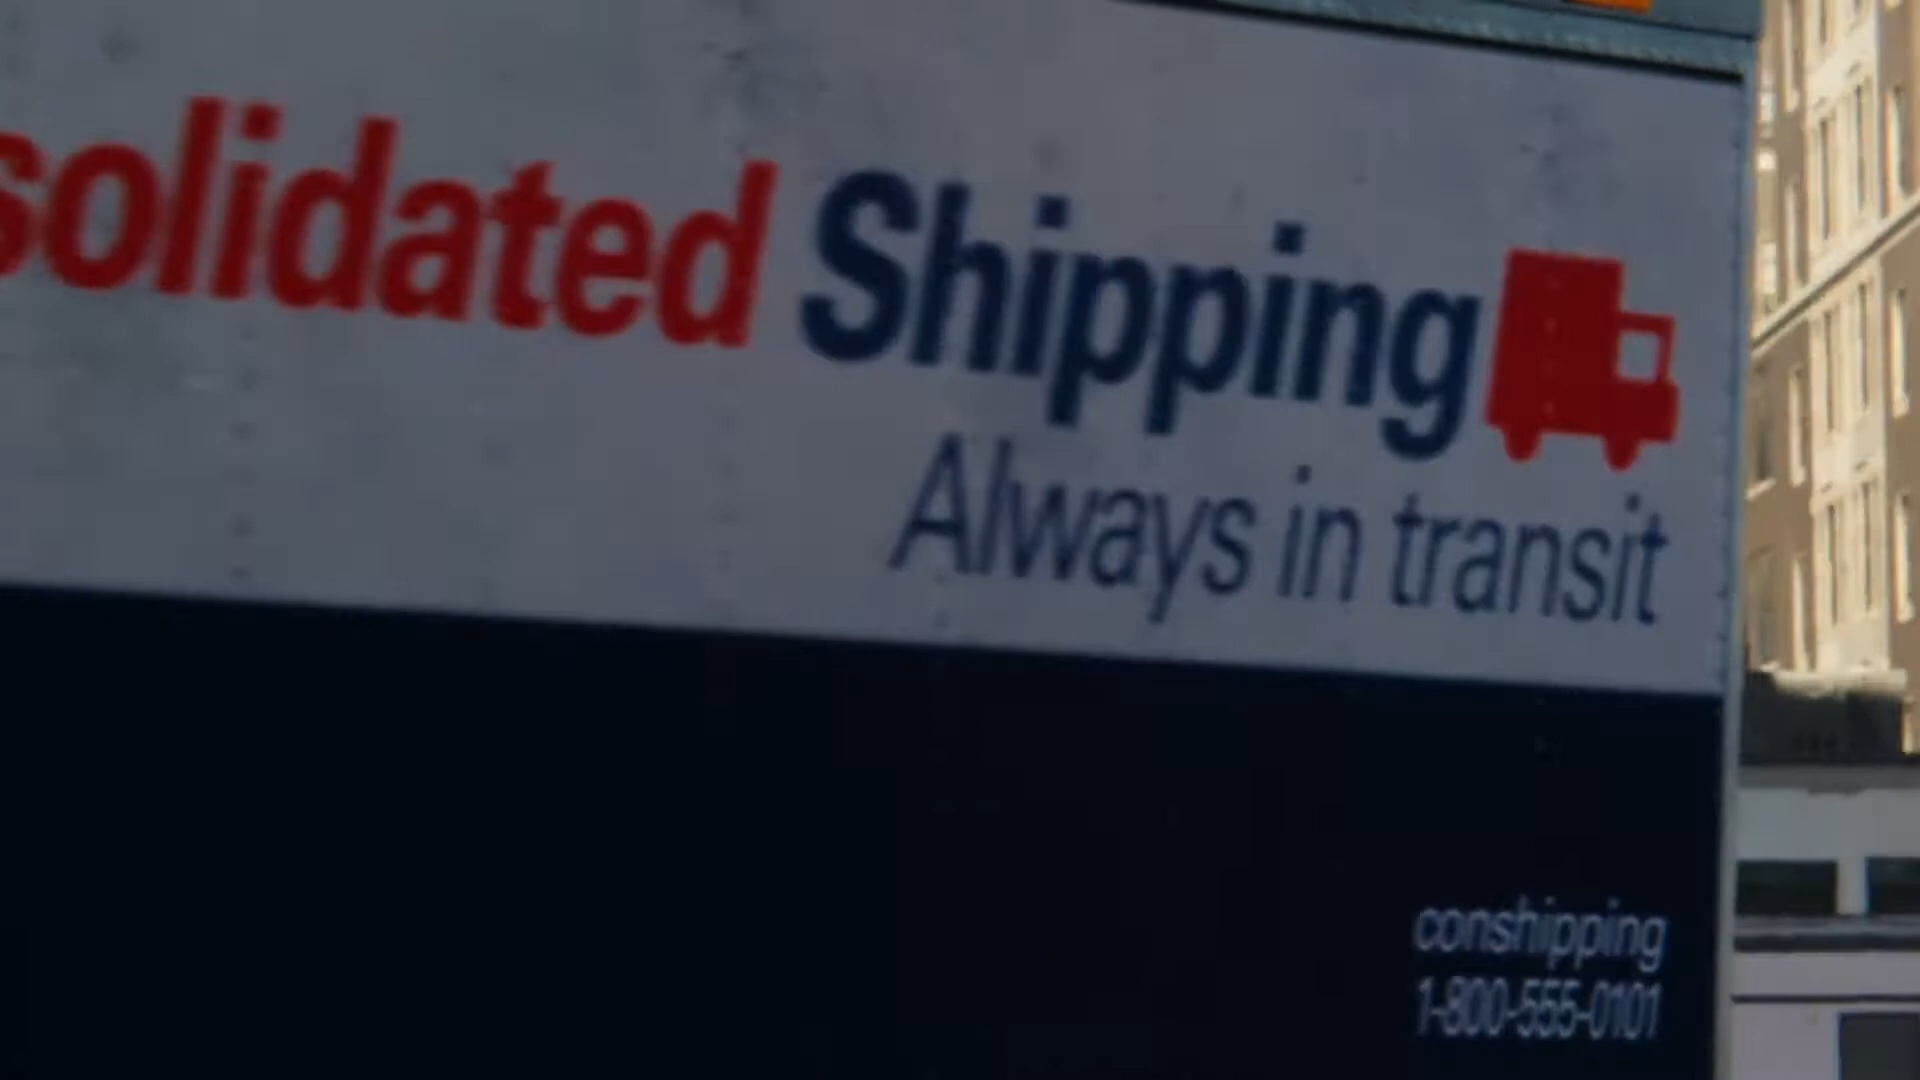 solidated Shipping
Always in transit
conshipping
1-800-555-0101